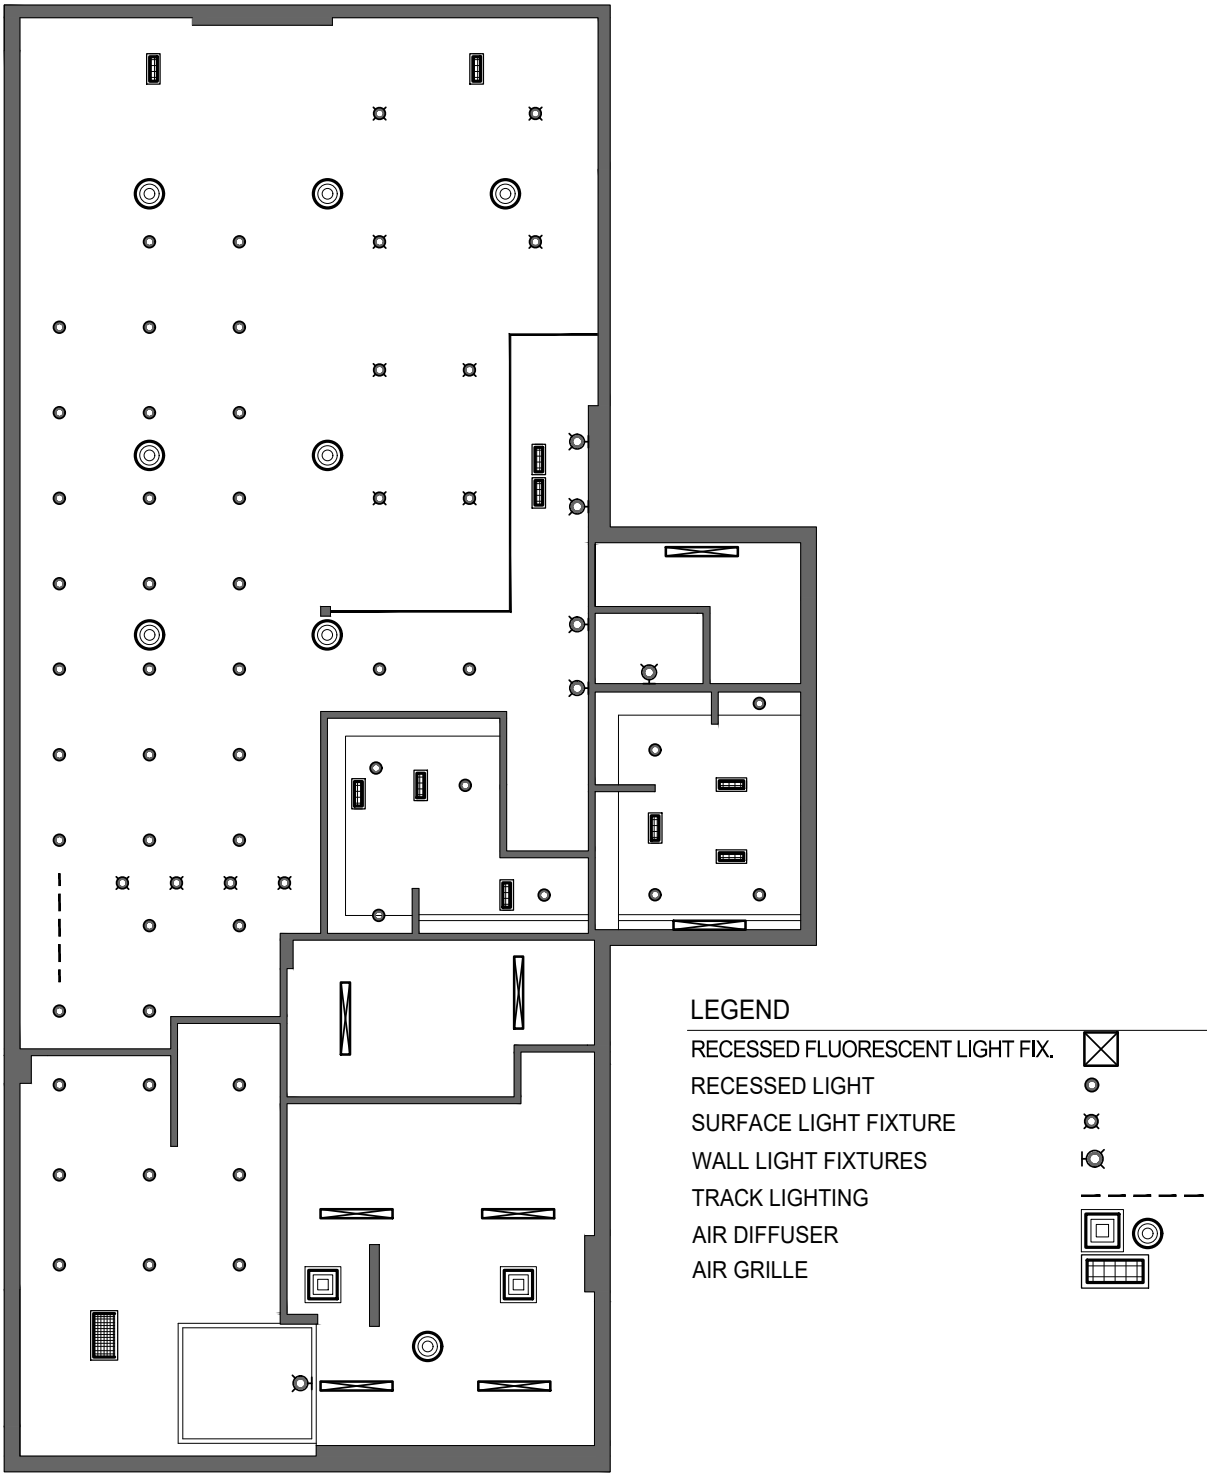 LEGEND
RECESSED FLUORESCENT LIGHT FIX.
RECESSED LIGHT
SURFACE LIGHT FIXTURE
WALL LIGHT FIXTURES
TRACK LIGHTING
AIR DIFFUSER
AIR GRILLE